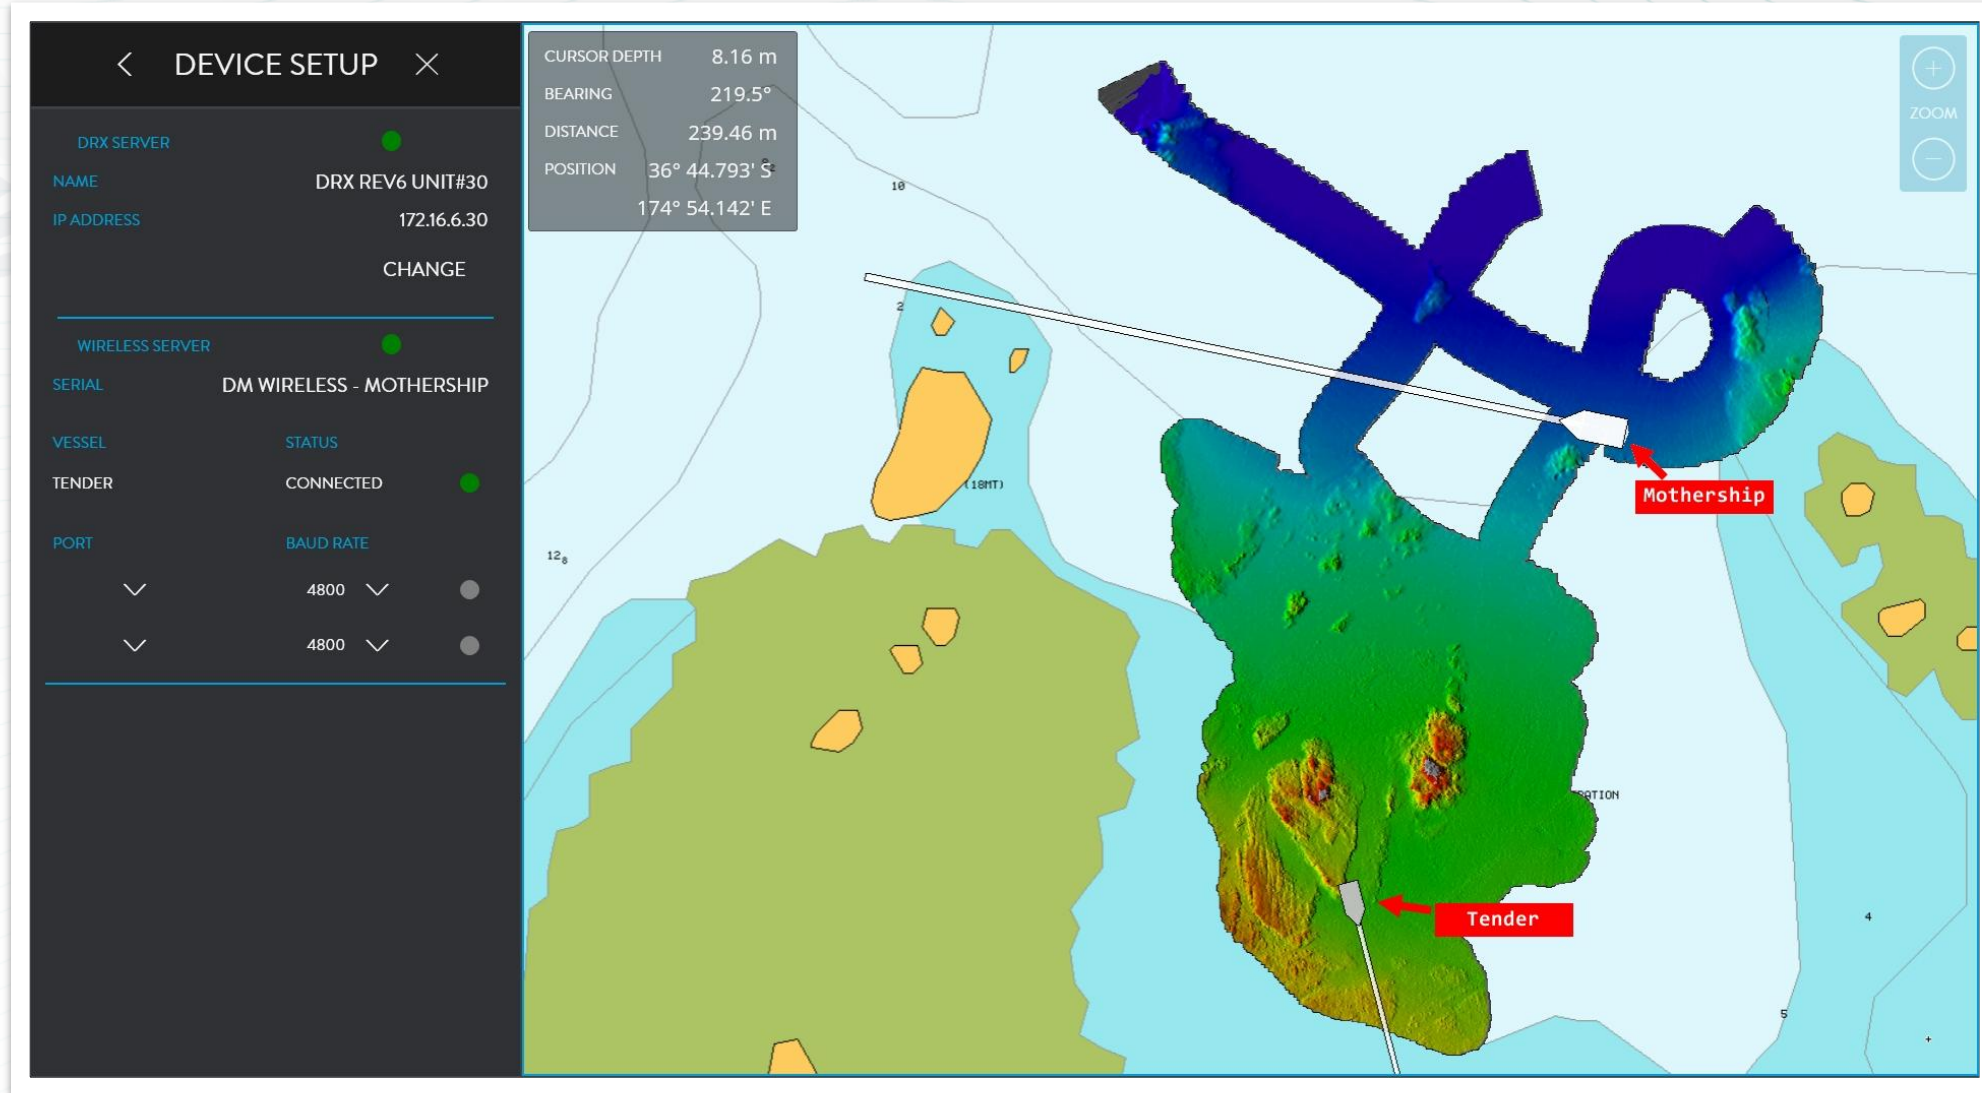 DEVICE SETUP
DRX SERVER
NAME DRX REV6 UNIT#30
IP ADDRESS 172.16.6.30
CHANGE
WIRELESS SERVER
SERIAL DM WIRELESS - MOTHERSHIP
VESSEL STATUS
TENDER CONNECTED
PORT BAUD RATE
4800
4800
CURSOR DEPTH 8.16 m
BEARING 219.5°
DISTANCE 239.46 m
POSITION 36° 44.793' S
174° 54.142' E
ZOOM
10
2
(18MT)
Mothership
12₈
RATION
Tender
4
5